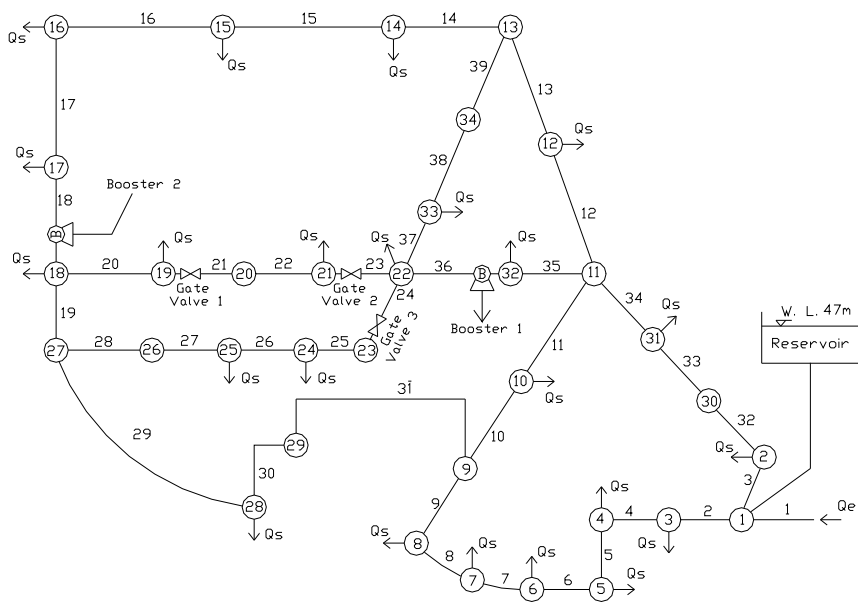 16
15
14
16
15
14
13
Qs
Qs
Qs
39
13
34
12
Qs
17
38
17
Qs
18
Booster 2
33
Qs
12
37
B
Qs
Qs
Qs
Qs
18
20
19
21
20
22
21
23
22
36
B
32
35
11
Qs
Gate
Valve 1
Gate
Valve 2
24
Booster 1
34
Qs
31
W. L. 47m
Reservoir
19
27
28
26
27
25
26
24
25
23
Gate
Valve 3
11
33
Qs
Qs
10
Qs
30
31
32
29
29
10
9
2
Qs
3
30
28
9
Qs
Qs
8
Qs
4
4
3
2
1
1
Qe
Qs
8
7
Qs
7
6
Qs
6
5
5
Qs
Qs